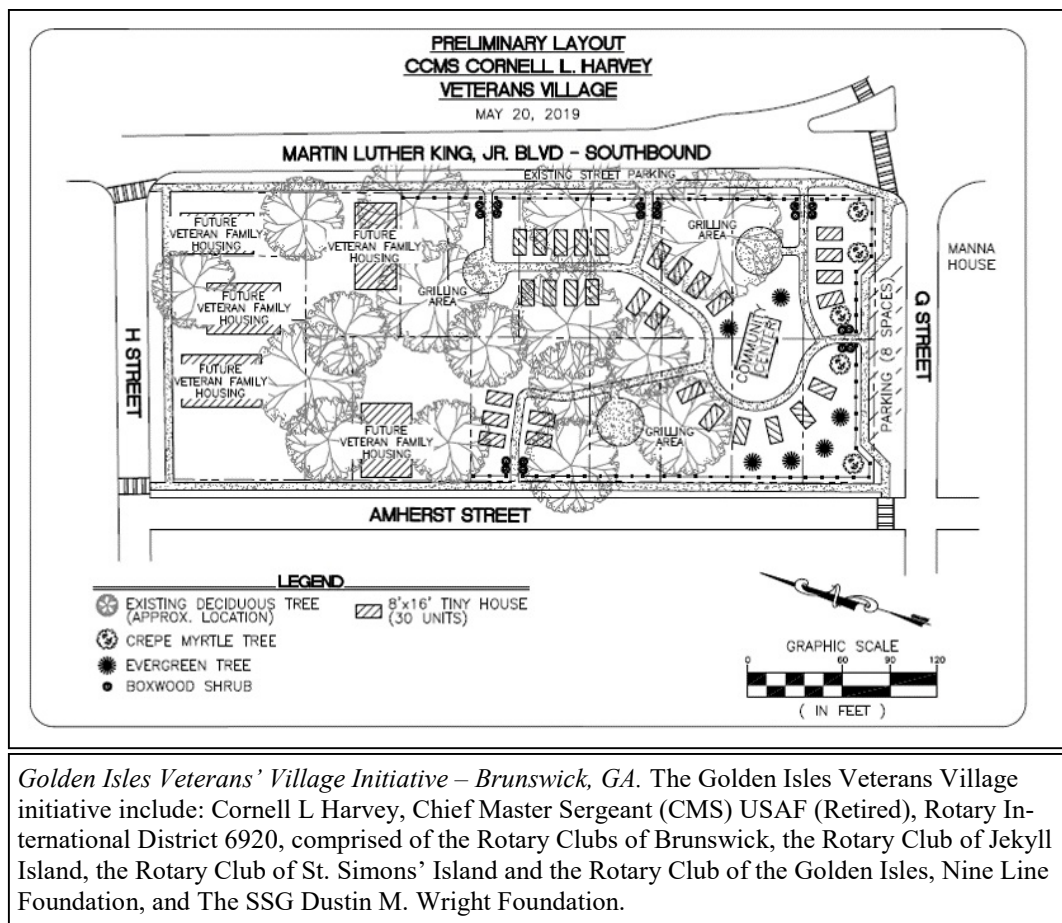 PRELIMINARY LAYOUT
CCMS CORNELL L. HARVEY
VETERANS VILLAGE
MAY 20, 2019
MARTIN LUTHER KING, JR. BLVD - SOUTHBOUND
EXISTING STREET PARKING
FUTURE
VETERAN FAMILY
HOUSING
FUTURE
VETERAN FAMILY
HOUSING
GRILLING
AREA
MANNA
HOUSE
FUTURE
VETERAN FAMILY
HOUSING
GRILLING
AREA
COMMUNITY
CENTER
PARKING (8 SPACES)
G STREET
H STREET
FUTURE
VETERAN FAMILY
HOUSING
FUTURE
VETERAN FAMILY
HOUSING
GRILLING
AREA
AMHERST STREET
LEGEND
EXISTING DECIDUOUS TREE
(APPROX. LOCATION)
8'x16' TINY HOUSE
(30 UNITS)
CREPE MYRTLE TREE
EVERGREEN TREE
BOXWOOD SHRUB
GRAPHIC SCALE
0 60 90 120
( IN FEET )
Golden Isles Veterans' Village Initiative – Brunswick, GA. The Golden Isles Veterans Village
initiative include: Cornell L Harvey, Chief Master Sergeant (CMS) USAF (Retired), Rotary In-
ternational District 6920, comprised of the Rotary Clubs of Brunswick, the Rotary Club of Jekyll
Island, the Rotary Club of St. Simons' Island and the Rotary Club of the Golden Isles, Nine Line
Foundation, and The SSG Dustin M. Wright Foundation.